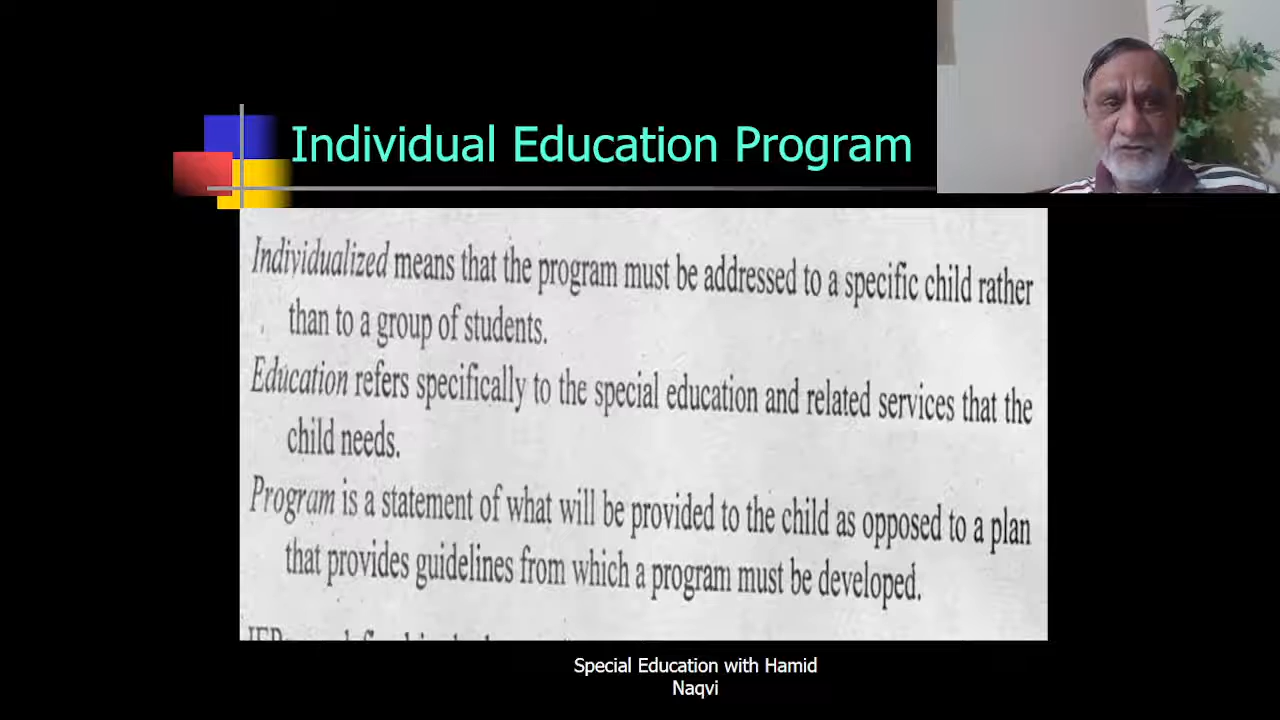 Individual Education Program
Individualized means that the program must be addressed to a specific child rather
than to a group of students.
Education refers specifically to the special education and related services that the
child needs.
Program is a statement of what will be provided to the child as opposed to a plan
that provides guidelines from which a program must be developed.
Special Education with Hamid
Naqvi